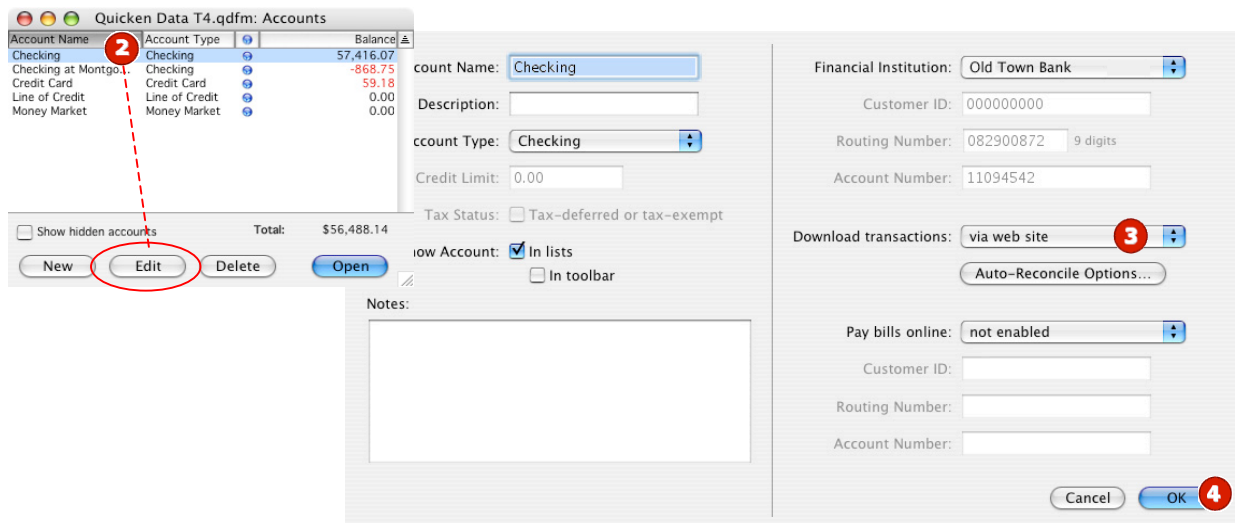 Quicken Data T4.qdfm: Accounts
Account Name Account Type Balance
2
Checking Checking 57,416.07
Checking at Montgo... Checking -868.75
Credit Card Credit Card 59.18
Line of Credit Line of Credit 0.00
Money Market Money Market 0.00
Show hidden accounts Total: $56,488.14
New Edit Delete Open
count Name: Checking
Description:
ccount Type: Checking
Credit Limit: 0.00
Tax Status: Tax-deferred or tax-exempt
how Account: In lists
In toolbar
Notes:
Financial Institution: Old Town Bank
Customer ID: 000000000
Routing Number: 082900872 9 digits
Account Number: 11094542
Download transactions: via web site 3
Auto-Reconcile Options...
Pay bills online: not enabled
Customer ID:
Routing Number:
Account Number:
Cancel OK 4